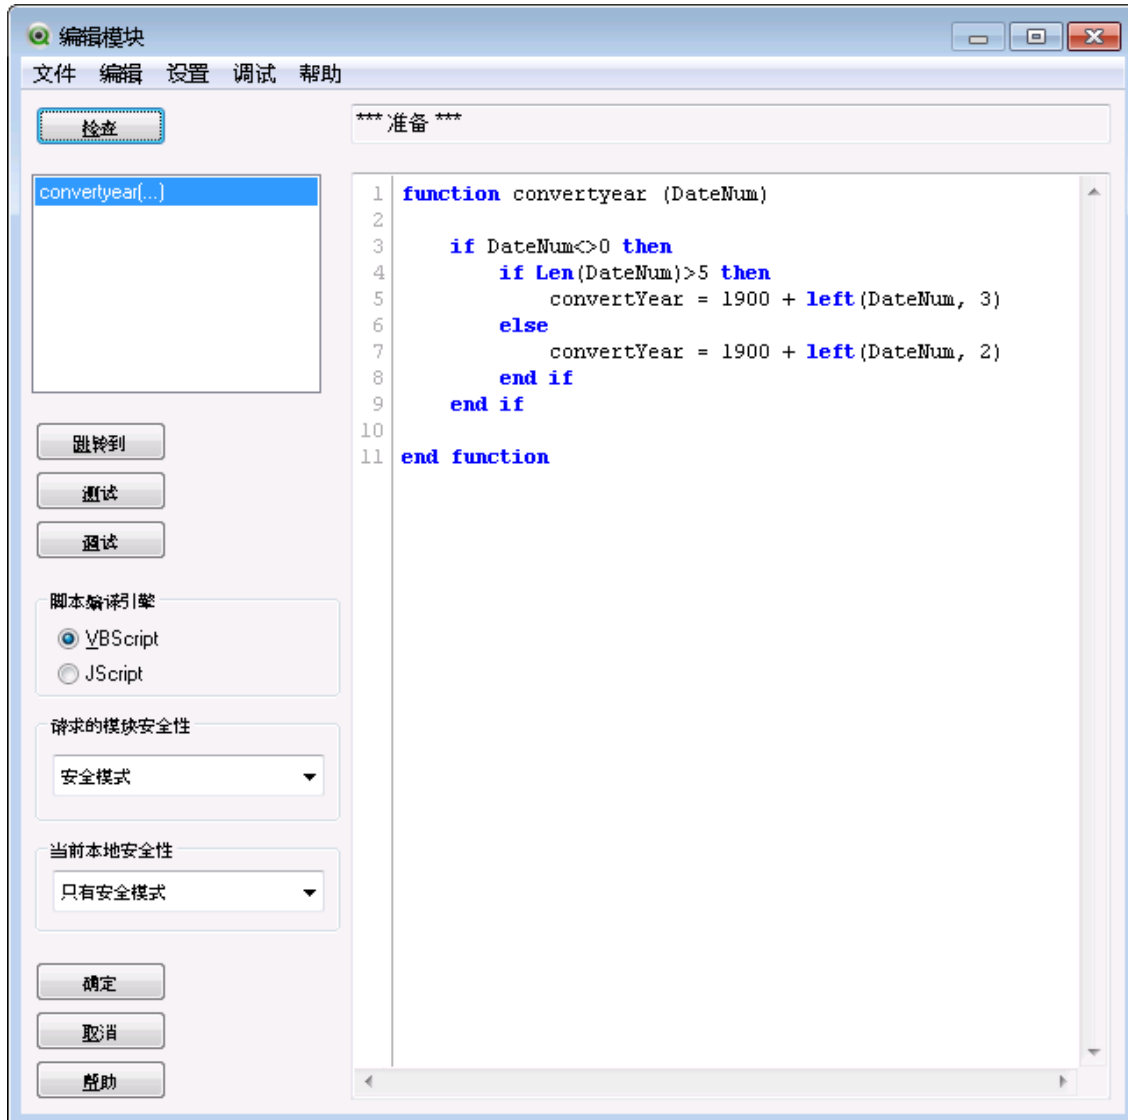 编辑模块
文件 编辑 设置 调试 帮助
检查
*** 准备 ***
convertyear(...)
1 function convertyear (DateNum)
2
3 if DateNum<>0 then
4 if Len(DateNum)>5 then
5 convertYear = 1900 + left(DateNum, 3)
6 else
7 convertYear = 1900 + left(DateNum, 2)
8 end if
9 end if
10
11 end function
跳转到
测试
调试
脚本编译引擎
VBScript
JScript
请求的模块安全性
安全模式
当前本地安全性
只有安全模式
确定
取消
帮助